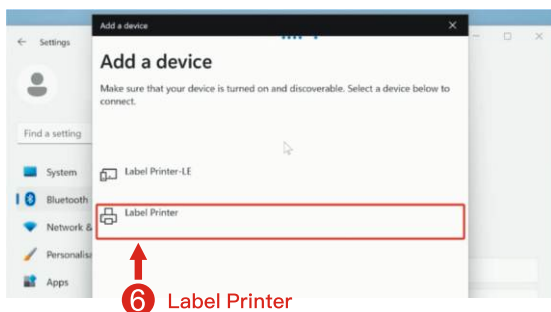 Add a device
Settings
Add a device
Make sure that your device is turned on and discoverable. Select a device below to
connect.
Find a setting
Label Printer-LE
System
Bluetooth
Label Printer
Network &
Personalis
Apps
6 Label Printer